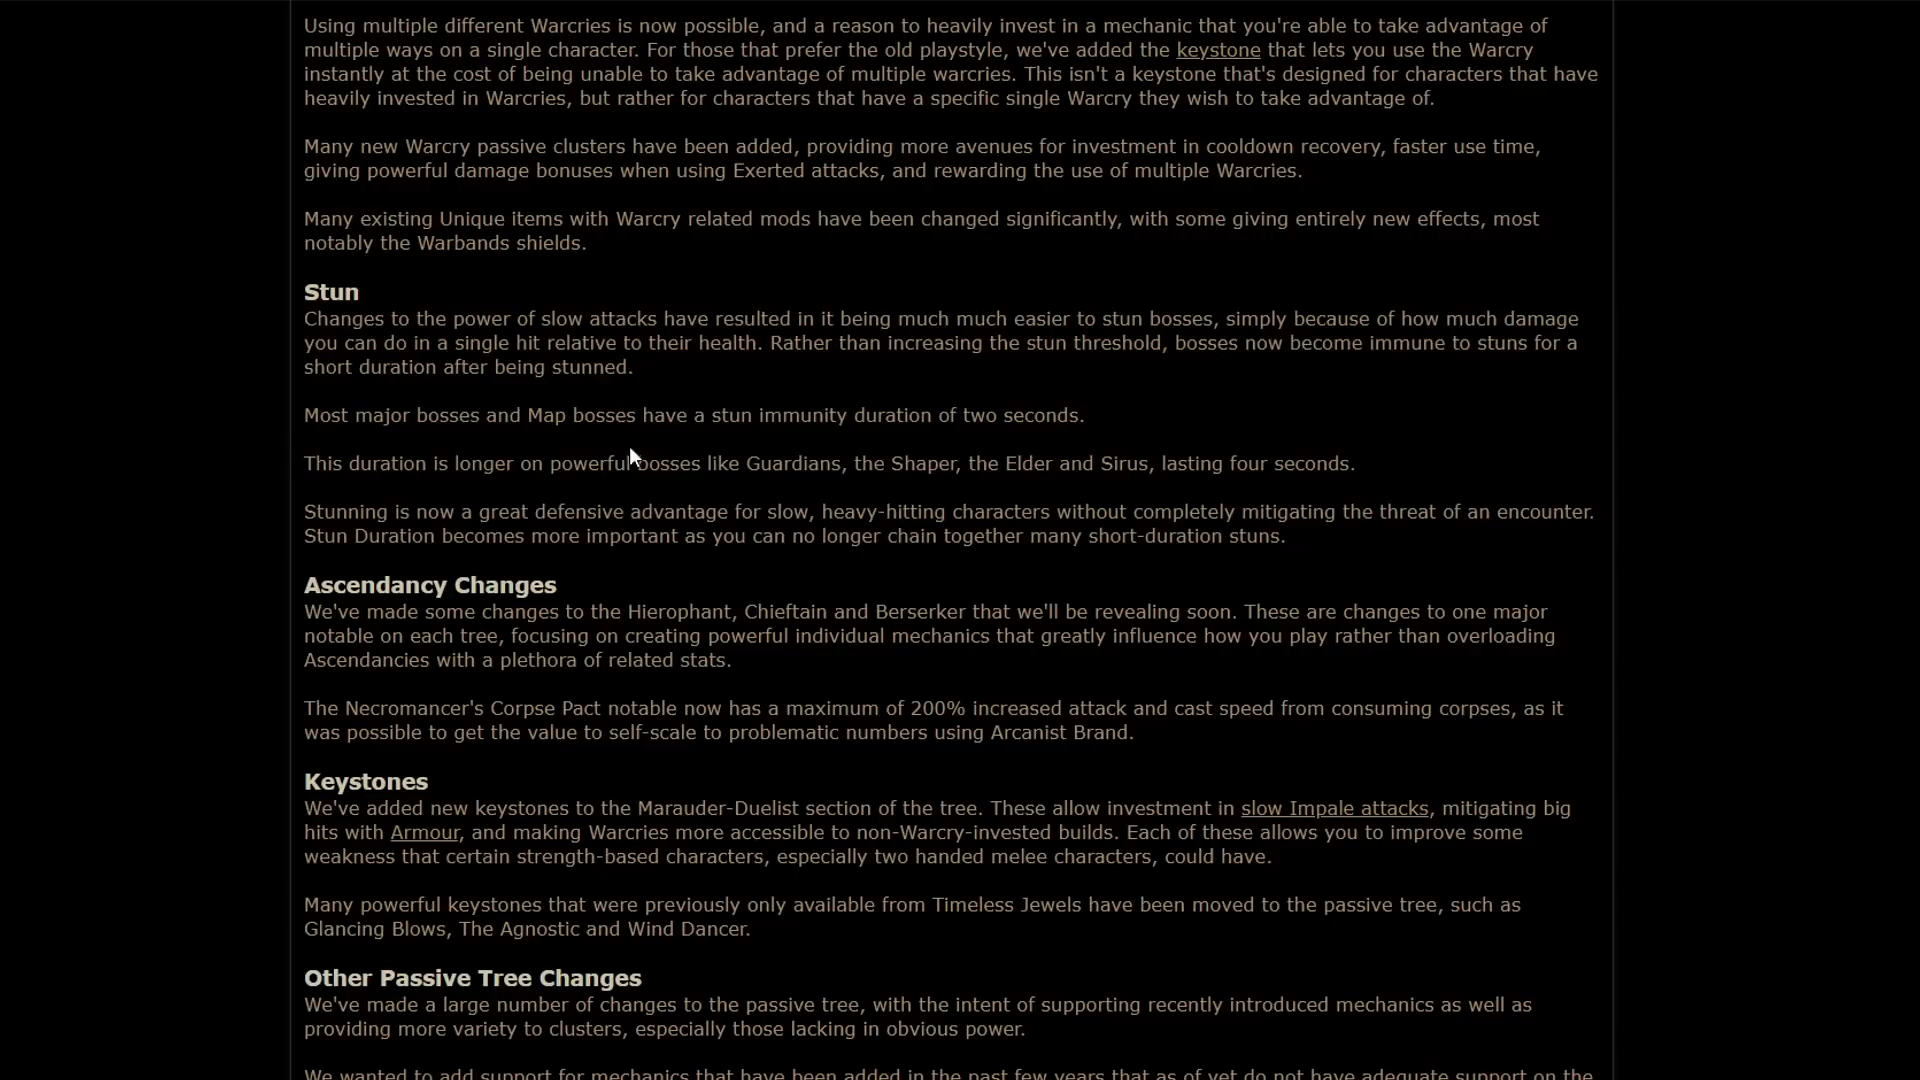 Using multiple different Warcries is now possible, and a reason to heavily invest in a mechanic that you're able to take advantage of
multiple ways on a single character. For those that prefer the old playstyle, we've added the keystone that lets you use the Warcry
instantly at the cost of being unable to take advantage of multiple warcries. This isn't a keystone that's designed for characters that have
heavily invested in Warcries, but rather for characters that have a specific single Warcry they wish to take advantage of.
Many new Warcry passive clusters have been added, providing more avenues for investment in cooldown recovery, faster use time,
giving powerful damage bonuses when using Exerted attacks, and rewarding the use of multiple Warcries.
Many existing Unique items with Warcry related mods have been changed significantly, with some giving entirely new effects, most
notably the Warbands shields.
Stun
Changes to the power of slow attacks have resulted in it being much much easier to stun bosses, simply because of how much damage
you can do in a single hit relative to their health. Rather than increasing the stun threshold, bosses now become immune to stuns for a
short duration after being stunned.
Most major bosses and Map bosses have a stun immunity duration of two seconds.
This duration is longer on powerful bosses like Guardians, the Shaper, the Elder and Sirus, lasting four seconds.
Stunning is now a great defensive advantage for slow, heavy-hitting characters without completely mitigating the threat of an encounter.
Stun Duration becomes more important as you can no longer chain together many short-duration stuns.
Ascendancy Changes
We've made some changes to the Hierophant, Chieftain and Berserker that we'll be revealing soon. These are changes to one major
notable on each tree, focusing on creating powerful individual mechanics that greatly influence how you play rather than overloading
Ascendancies with a plethora of related stats.
The Necromancer's Corpse Pact notable now has a maximum of 200% increased attack and cast speed from consuming corpses, as it
was possible to get the value to self-scale to problematic numbers using Arcanist Brand.
Keystones
We've added new keystones to the Marauder-Duelist section of the tree. These allow investment in slow Impale attacks, mitigating big
hits with Armour, and making Warcries more accessible to non-Warcry-invested builds. Each of these allows you to improve some
weakness that certain strength-based characters, especially two handed melee characters, could have.
Many powerful keystones that were previously only available from Timeless Jewels have been moved to the passive tree, such as
Glancing Blows, The Agnostic and Wind Dancer.
Other Passive Tree Changes
We've made a large number of changes to the passive tree, with the intent of supporting recently introduced mechanics as well as
providing more variety to clusters, especially those lacking in obvious power.
We wanted to add support for mechanics that have been added in the past few years that as of yet do not have adequate support on the